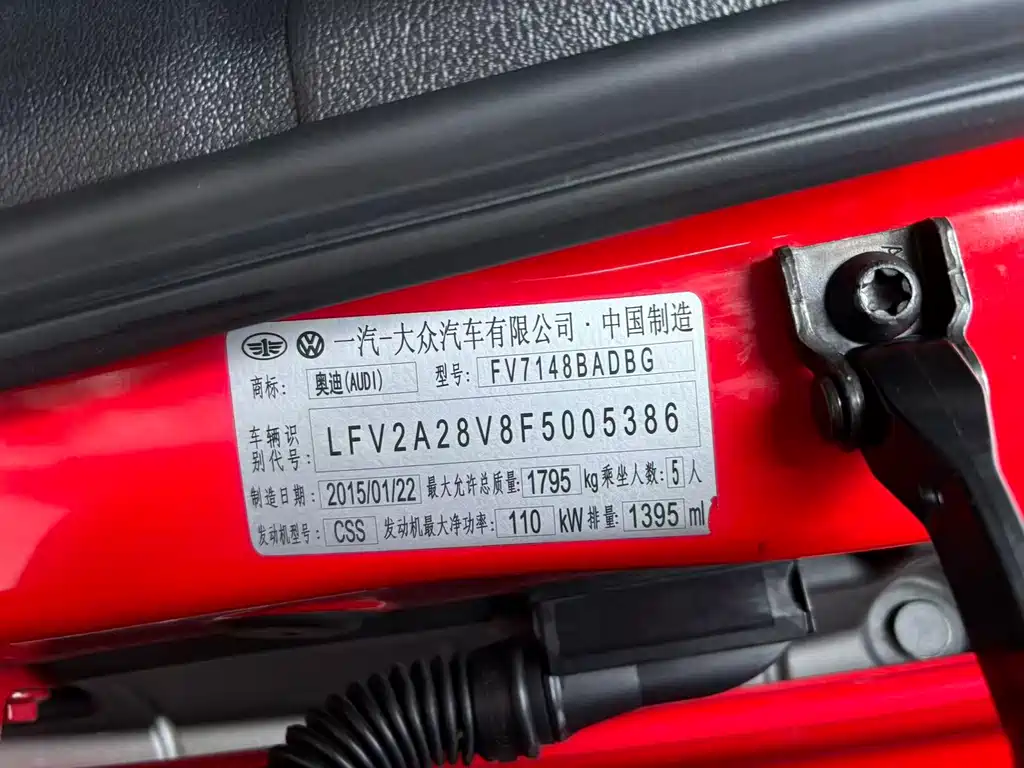 一汽-大众汽车有限公司·中国制造
商标: 奥迪(AUDI) 型号: FV7148BADBG
车辆识别代号: LFV2A28V8F5005386
制造日期: 2015/01/22 最大允许总质量: 1795 kg 乘坐人数: 5 人
发动机型号: CSS 发动机最大净功率: 110 kW 排量: 1395 ml